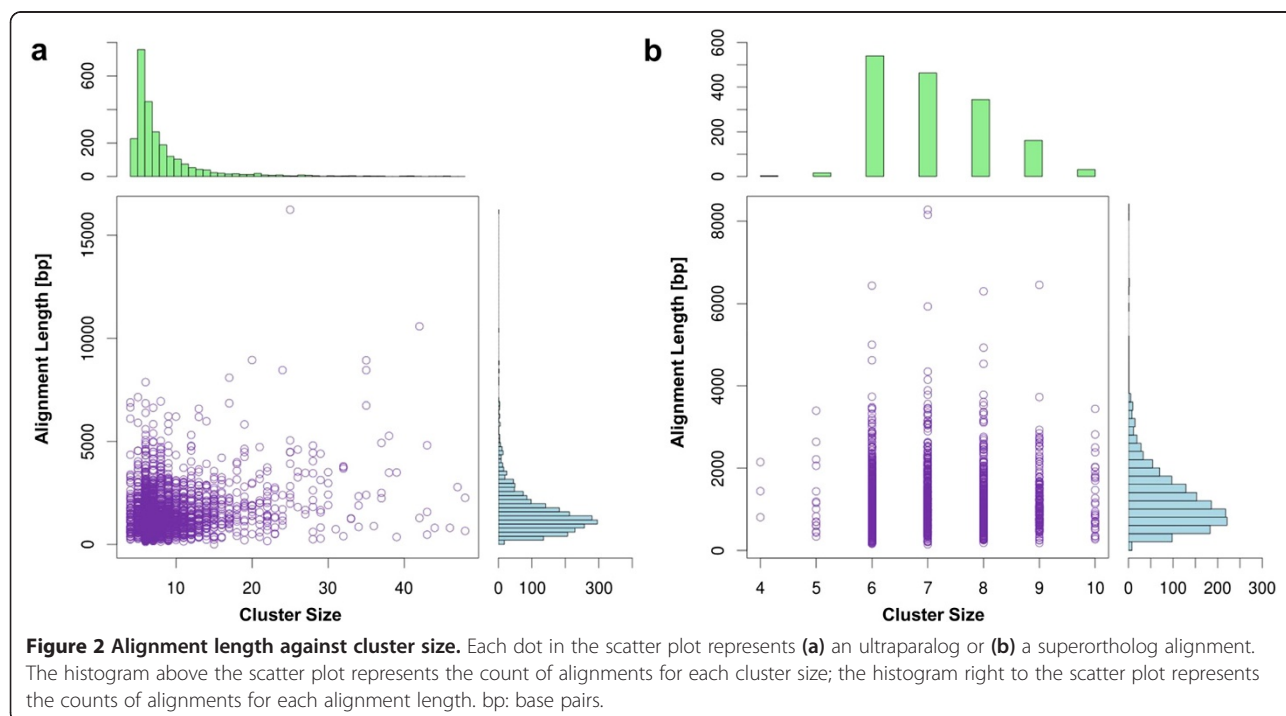 a
b
0 200 600
0 200 400 600
Alignment Length [bp]
0 5000 10000 15000
10 20 30 40
Cluster Size
0 100 200 300
Alignment Length [bp]
0 2000 4000 6000 8000
4 5 6 7 8 9 10
Cluster Size
0 100 200 300
Figure 2 Alignment length against cluster size. Each dot in the scatter plot represents (a) an ultraparalog or (b) a superortholog alignment.
The histogram above the scatter plot represents the count of alignments for each cluster size; the histogram right to the scatter plot represents
the counts of alignments for each alignment length. bp: base pairs.